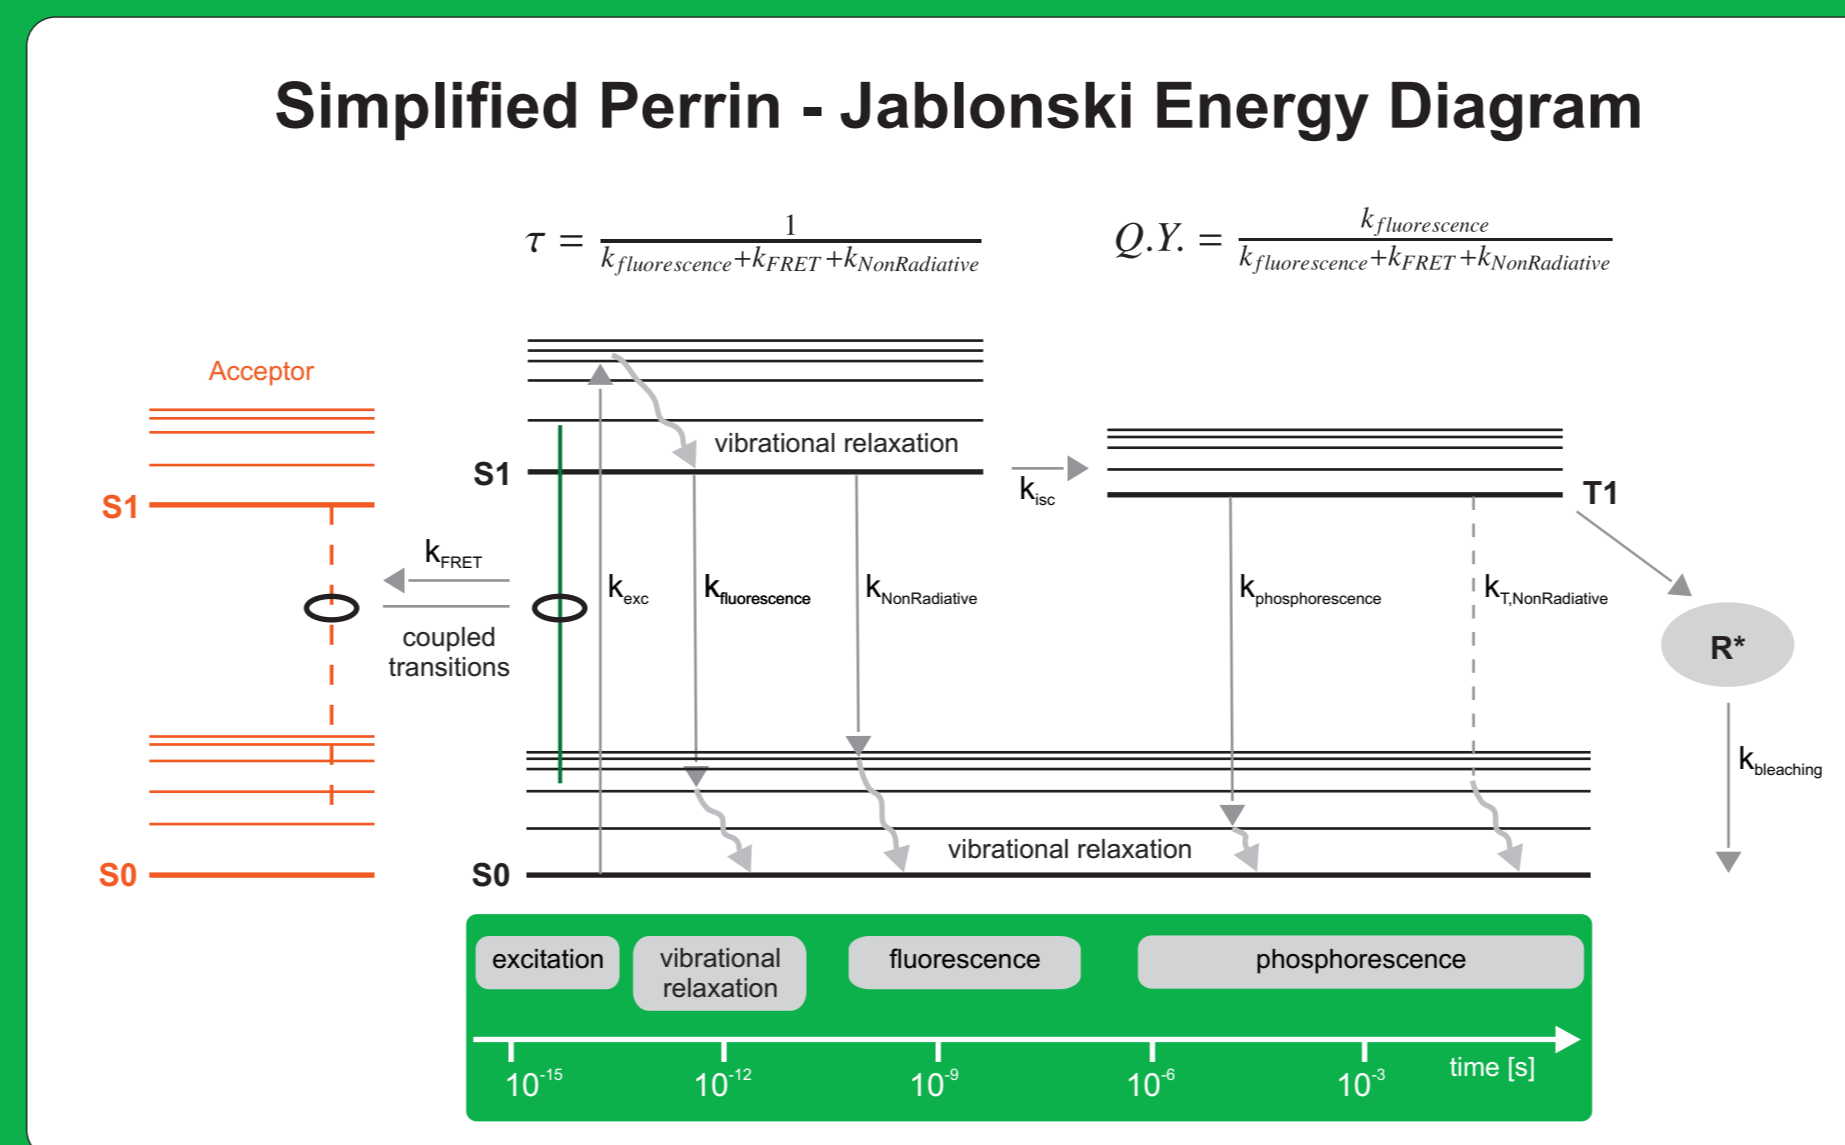 Simplified Perrin - Jablonski Energy Diagram
τ = 1 / k_fluorescence+k_FRET+k_NonRadiative
Q.Y. = k_fluorescence / k_fluorescence+k_FRET+k_NonRadiative
Acceptor
S1
S0
k_FRET
coupled
transitions
S1
vibrational relaxation
k_exc
k_fluorescence
k_NonRadiative
k_isc
T1
k_phosphorescence
k_T,NonRadiative
R*
k_bleaching
vibrational relaxation
S0
excitation
vibrational
relaxation
fluorescence
phosphorescence
10^-15
10^-12
10^-9
10^-6
10^-3
time [s]